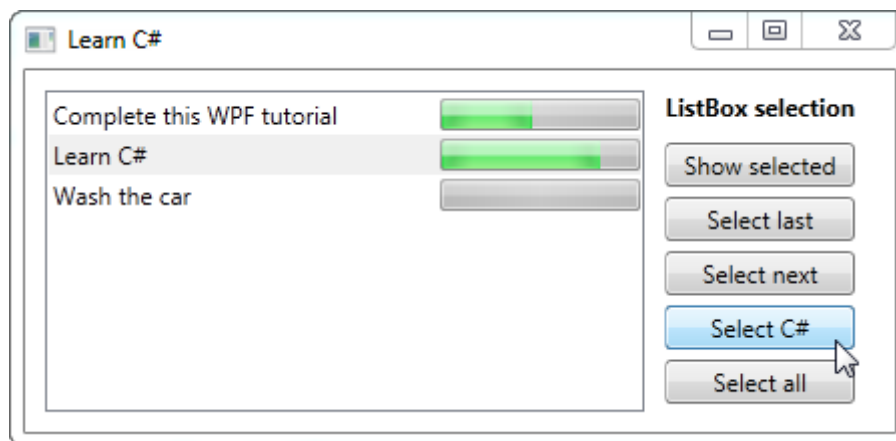 Learn C#
Complete this WPF tutorial
Learn C#
Wash the car
ListBox selection
Show selected
Select last
Select next
Select C#
Select all